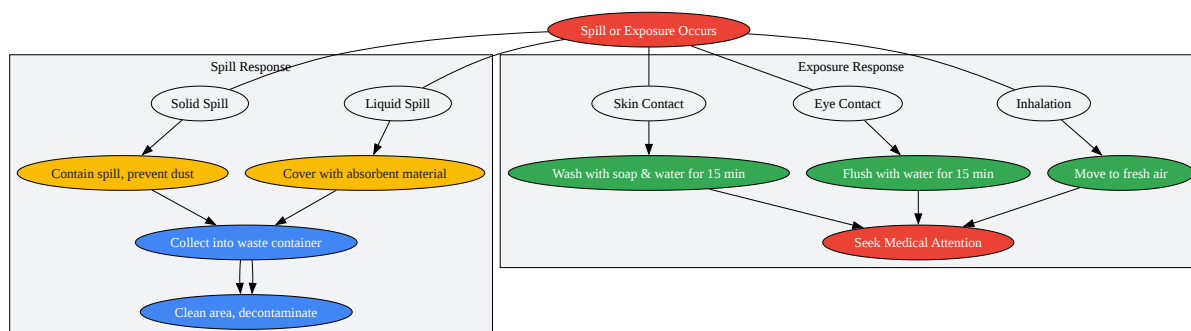 Spill or Exposure Occurs
Spill Response
Exposure Response
Solid Spill
Liquid Spill
Skin Contact
Eye Contact
Inhalation
Contain spill, prevent dust
Cover with absorbent material
Wash with soap & water for 15 min
Flush with water for 15 min
Move to fresh air
Collect into waste container
Seek Medical Attention
Clean area, decontaminate